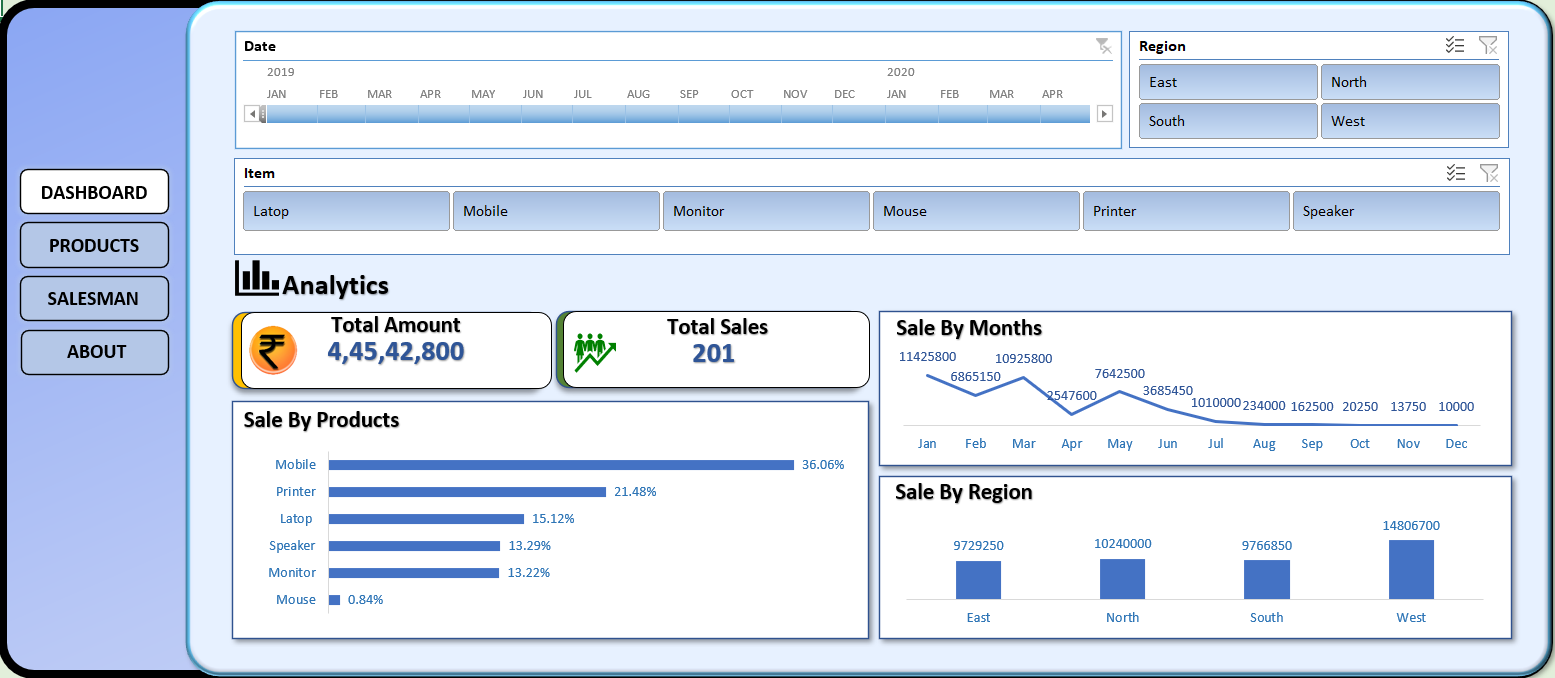 Date
2019 2020
JAN FEB MAR APR MAY JUN JUL AUG SEP OCT NOV DEC JAN FEB MAR APR
Region
East North
South West
Item
Latop Mobile Monitor Mouse Printer Speaker
DASHBOARD
PRODUCTS
SALESMAN
ABOUT
Analytics
Total Amount
4,45,42,800
Total Sales
201
Sale By Months
11425800 6865150 10925800 2547600 7642500 3685450 1010000 234000 162500 20250 13750 10000
Jan Feb Mar Apr May Jun Jul Aug Sep Oct Nov Dec
Sale By Products
Mobile 36.06%
Printer 21.48%
Latop 15.12%
Speaker 13.29%
Monitor 13.22%
Mouse 0.84%
Sale By Region
9729250 10240000 9766850 14806700
East North South West